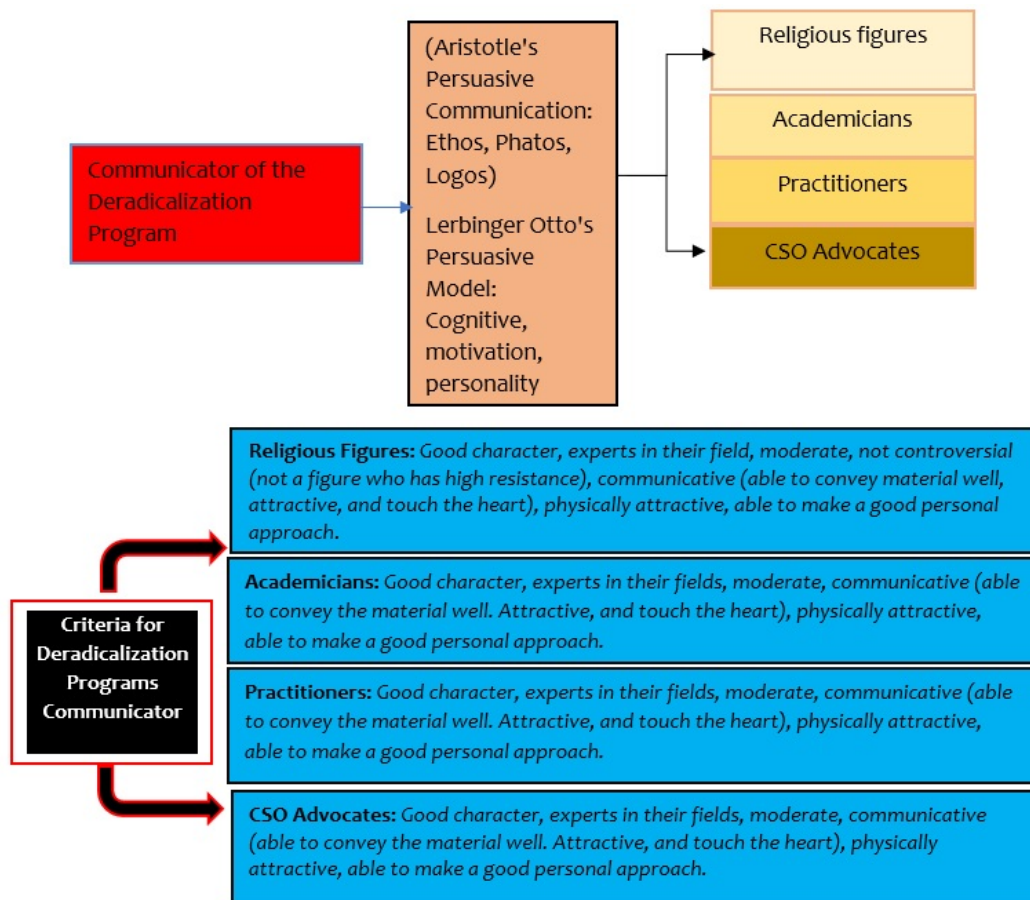 Communicator of the
Deradicalization
Program
(Aristotle's
Persuasive
Communication:
Ethos, Phatos,
Logos)
Lerbinger Otto's
Persuasive
Model:
Cognitive,
motivation,
personality
Religious figures
Academicians
Practitioners
CSO Advocates
Criteria for
Deradicalization
Programs
Communicator
Religious Figures: Good character, experts in their field, moderate, not controversial
(not a figure who has high resistance), communicative (able to convey material well,
attractive, and touch the heart), physically attractive, able to make a good personal
approach.
Academicians: Good character, experts in their fields, moderate, communicative (able
to convey the material well. Attractive, and touch the heart), physically attractive,
able to make a good personal approach.
Practitioners: Good character, experts in their fields, moderate, communicative (able
to convey the material well. Attractive, and touch the heart), physically attractive,
able to make a good personal approach.
CSO Advocates: Good character, experts in their fields, moderate, communicative
(able to convey the material well. Attractive, and touch the heart), physically
attractive, able to make a good personal approach.